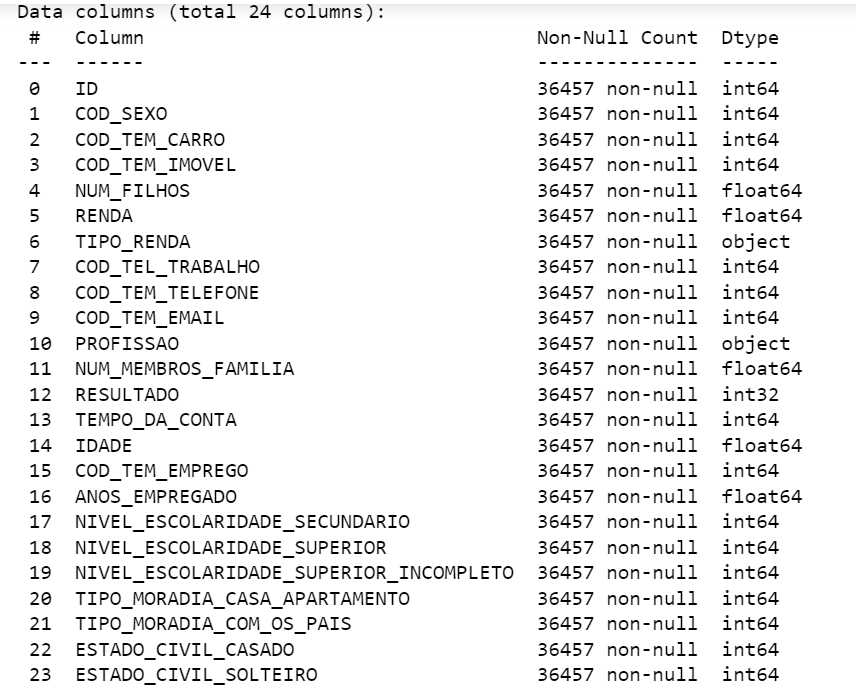 Data columns (total 24 columns):
 #   Column                                Non-Null Count  Dtype
---  ------                                --------------  -----
 0   ID                                    36457 non-null  int64
 1   COD_SEXO                              36457 non-null  int64
 2   COD_TEM_CARRO                         36457 non-null  int64
 3   COD_TEM_IMOVEL                        36457 non-null  int64
 4   NUM_FILHOS                            36457 non-null  float64
 5   RENDA                                 36457 non-null  float64
 6   TIPO_RENDA                            36457 non-null  object
 7   COD_TEL_TRABALHO                      36457 non-null  int64
 8   COD_TEM_TELEFONE                      36457 non-null  int64
 9   COD_TEM_EMAIL                         36457 non-null  int64
 10  PROFISSAO                             36457 non-null  object
 11  NUM_MEMBROS_FAMILIA                   36457 non-null  float64
 12  RESULTADO                             36457 non-null  int32
 13  TEMPO_DA_CONTA                        36457 non-null  int64
 14  IDADE                                 36457 non-null  float64
 15  COD_TEM_EMPREGO                       36457 non-null  int64
 16  ANOS_EMPREGADO                        36457 non-null  float64
 17  NIVEL_ESCOLARIDADE_SECUNDARIO         36457 non-null  int64
 18  NIVEL_ESCOLARIDADE_SUPERIOR           36457 non-null  int64
 19  NIVEL_ESCOLARIDADE_SUPERIOR_INCOMPLETO  36457 non-null  int64
 20  TIPO_MORADIA_CASA_APARTAMENTO         36457 non-null  int64
 21  TIPO_MORADIA_COM_OS_PAIS              36457 non-null  int64
 22  ESTADO_CIVIL_CASADO                   36457 non-null  int64
 23  ESTADO_CIVIL_SOLTEIRO                 36457 non-null  int64